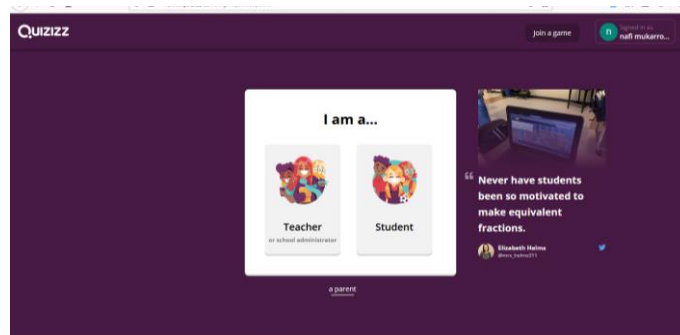 QUIZIZZ
Join a game
n
Signed in as
nafi mukarro...
I am a...
Teacher
or school administrator
Student
a parent
“ Never have students
been so motivated to
make equivalent
fractions.
Elizabeth Helms